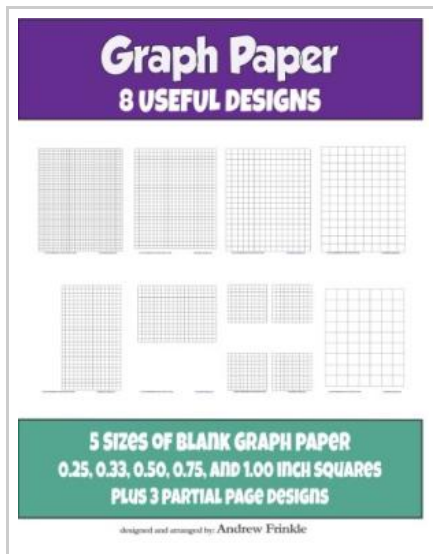 Graph Paper
8 USEFUL DESIGNS
5 SIZES OF BLANK GRAPH PAPER
0.25, 0.33, 0.50, 0.75, AND 1.00 INCH SQUARES
PLUS 3 PARTIAL PAGE DESIGNS
designed and arranged by: Andrew Frinkle